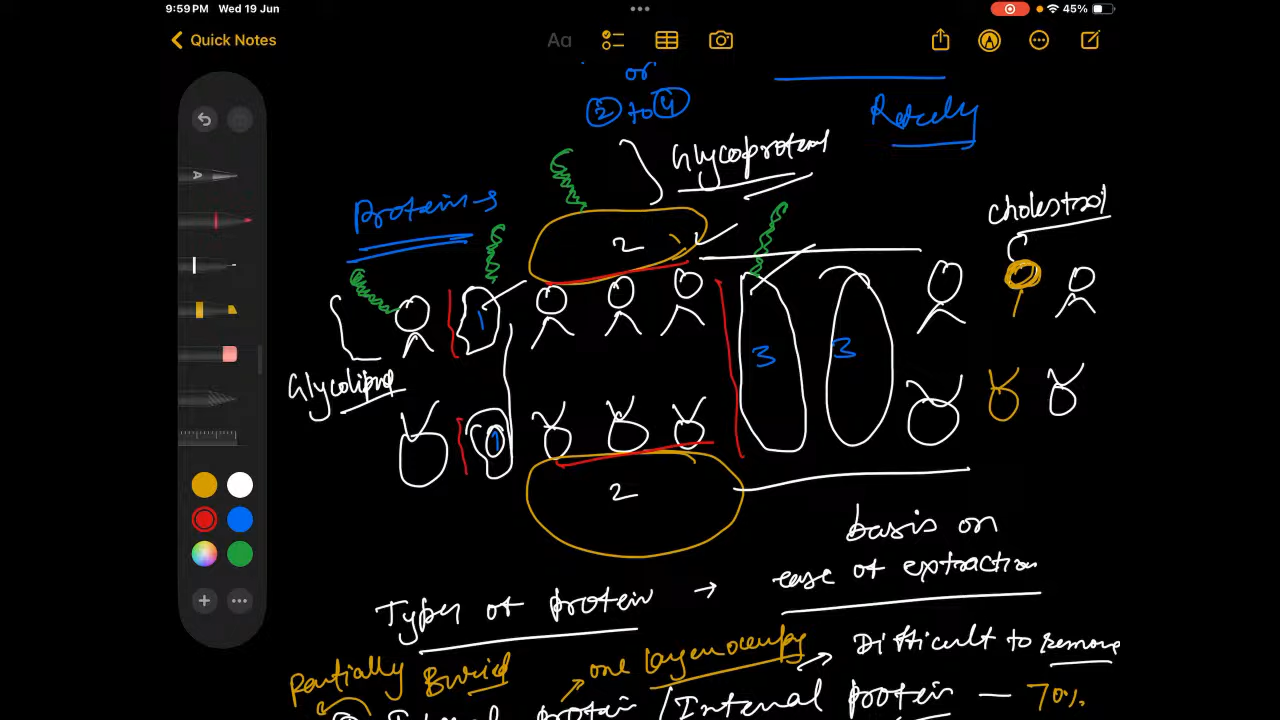 9:59 PM Wed 19 Jun
45%
Quick Notes
Aa
or
2 to 4
Rarely
Glycoprotein
Proteins
Cholestrol
2
1
3
3
Glycolipid
1
2
basis on
ease of extraction
Types of protein →
Partially Buried
one layer occupy
Difficult to remove
protein / Internal protein — 70%